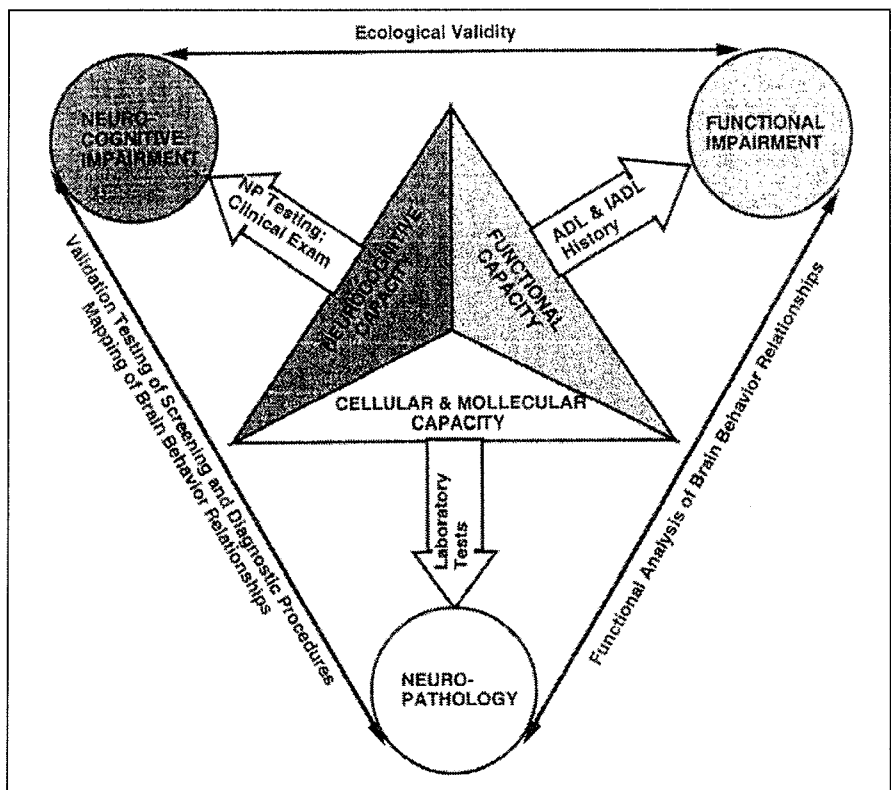 Ecological Validity
NEURO-
COGNITIVE
IMPAIRMENT
FUNCTIONAL
IMPAIRMENT
NP Testing;
Clinical Exam
ADL & IADL
History
NEUROCOGNITIVE
CAPACITY
FUNCTIONAL
CAPACITY
CELLULAR & MOLLECULAR
CAPACITY
Validation Testing of Screening and Diagnostic Procedures
Mapping of Brain Behavior Relationships
Functional Analysis of Brain Behavior Relationships
Laboratory
Tests
NEURO-
PATHOLOGY